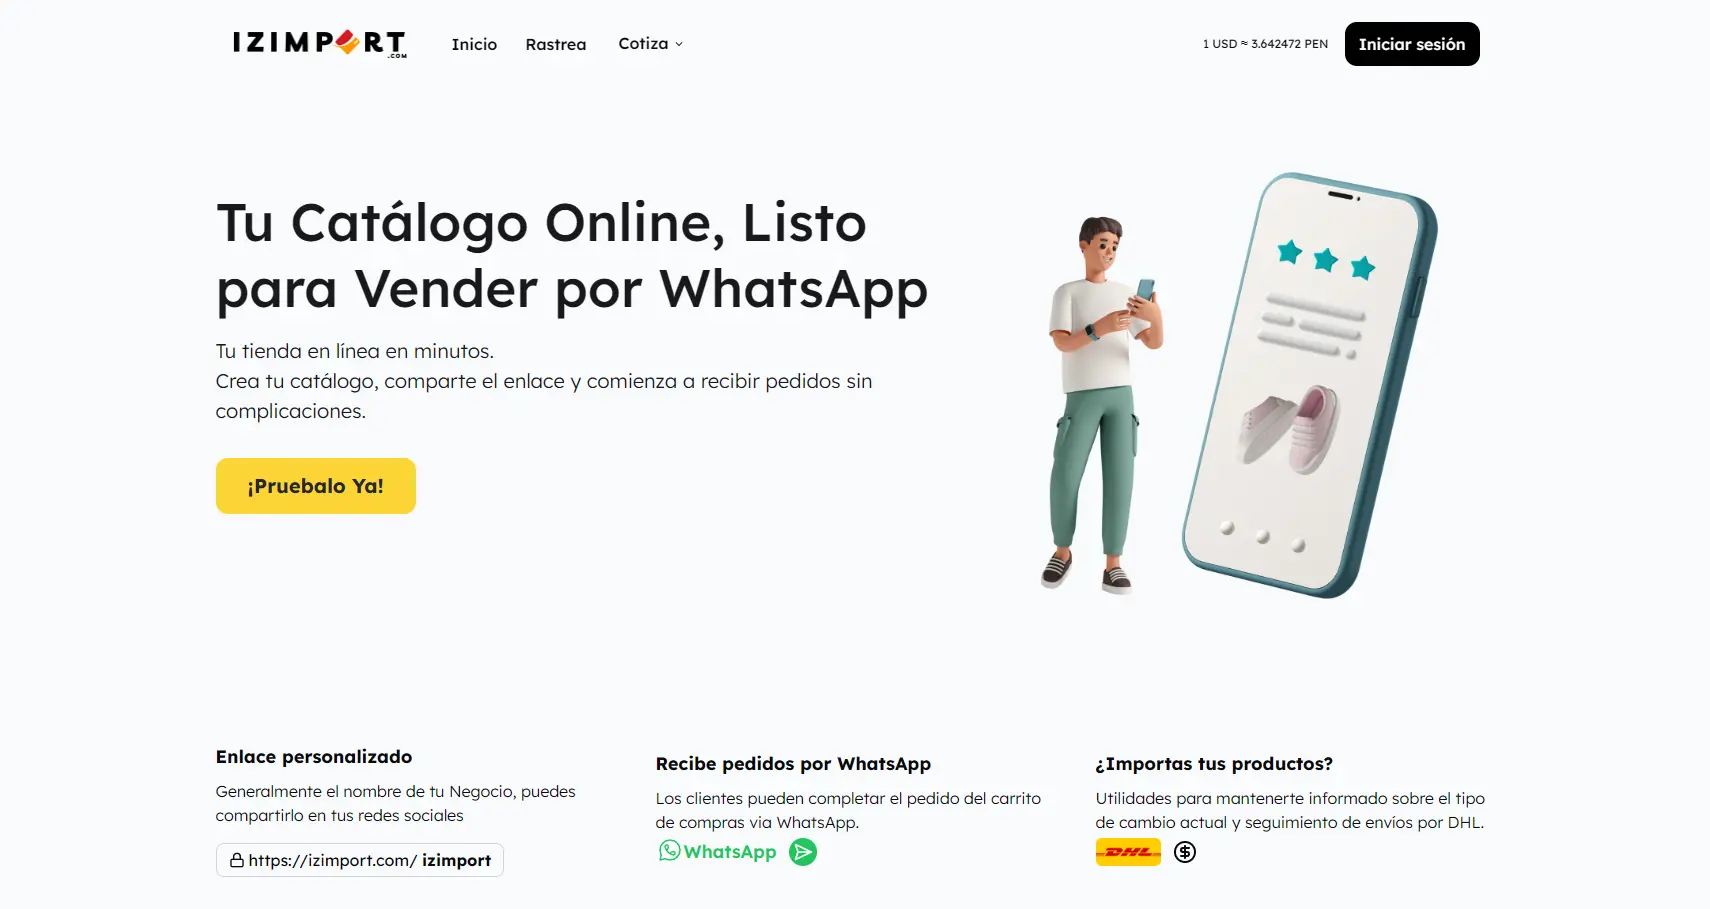 IZIMPORT
.COM
Inicio
Rastrea
Cotiza
1 USD ≈ 3.642472 PEN
Iniciar sesión
Tu Catálogo Online, Listo
para Vender por WhatsApp
Tu tienda en línea en minutos.
Crea tu catálogo, comparte el enlace y comienza a recibir pedidos sin
complicaciones.
¡Pruebalo Ya!
Enlace personalizado
Generalmente el nombre de tu Negocio, puedes
compartirlo en tus redes sociales
https://izimport.com/ izimport
Recibe pedidos por WhatsApp
Los clientes pueden completar el pedido del carrito
de compras via WhatsApp.
WhatsApp
¿Importas tus productos?
Utilidades para mantenerte informado sobre el tipo
de cambio actual y seguimiento de envíos por DHL.
DHL